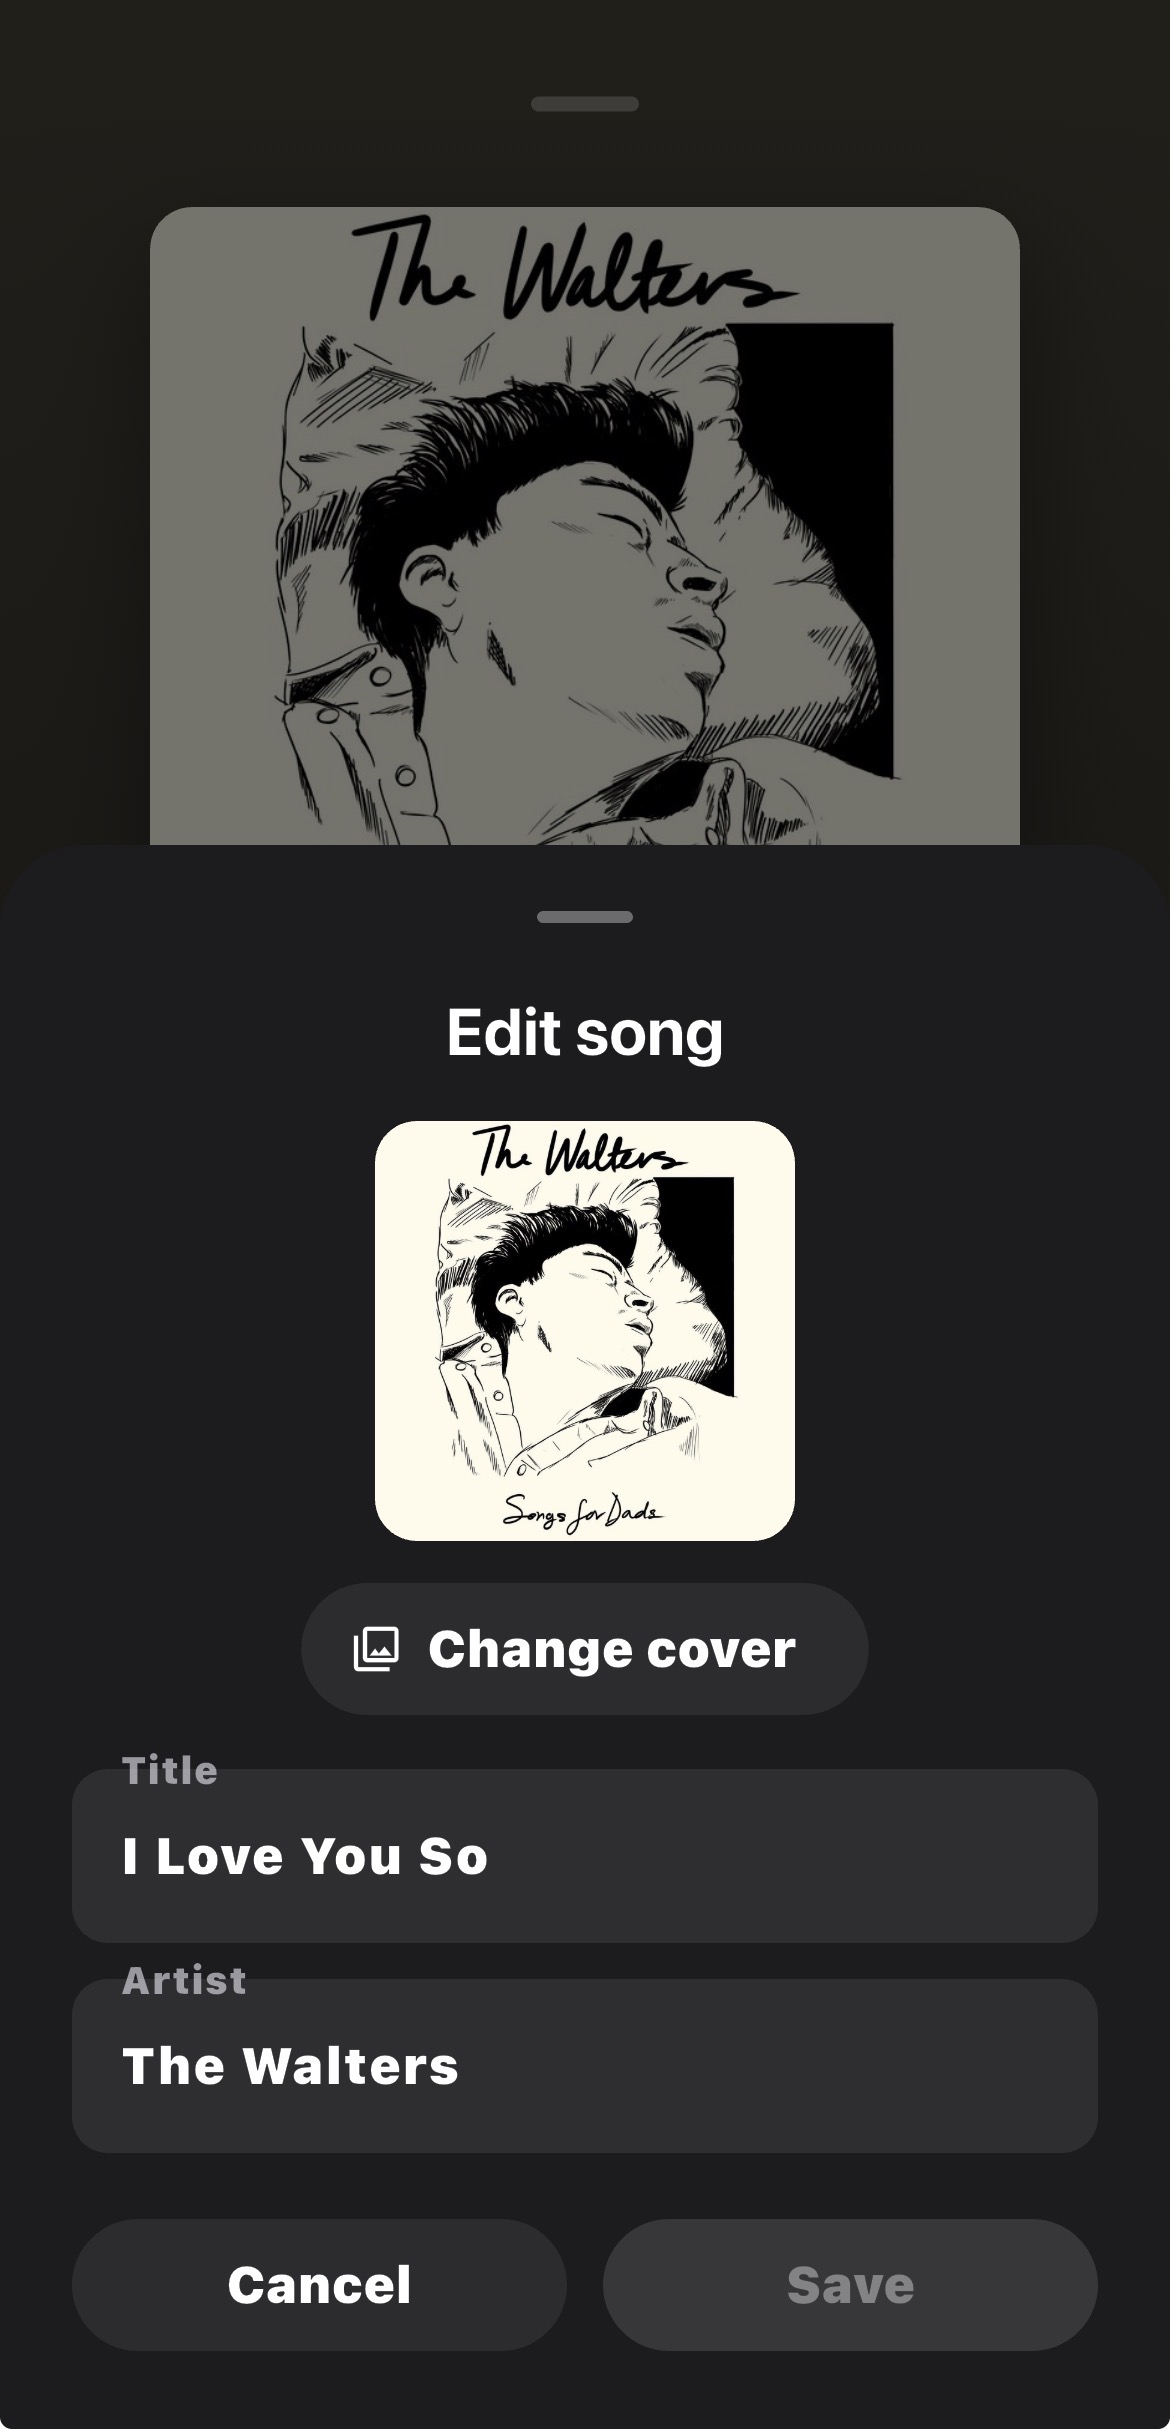 The Walters
Edit song
The Walters
Songs for Dads
Change cover
Title
I Love You So
Artist
The Walters
Cancel
Save